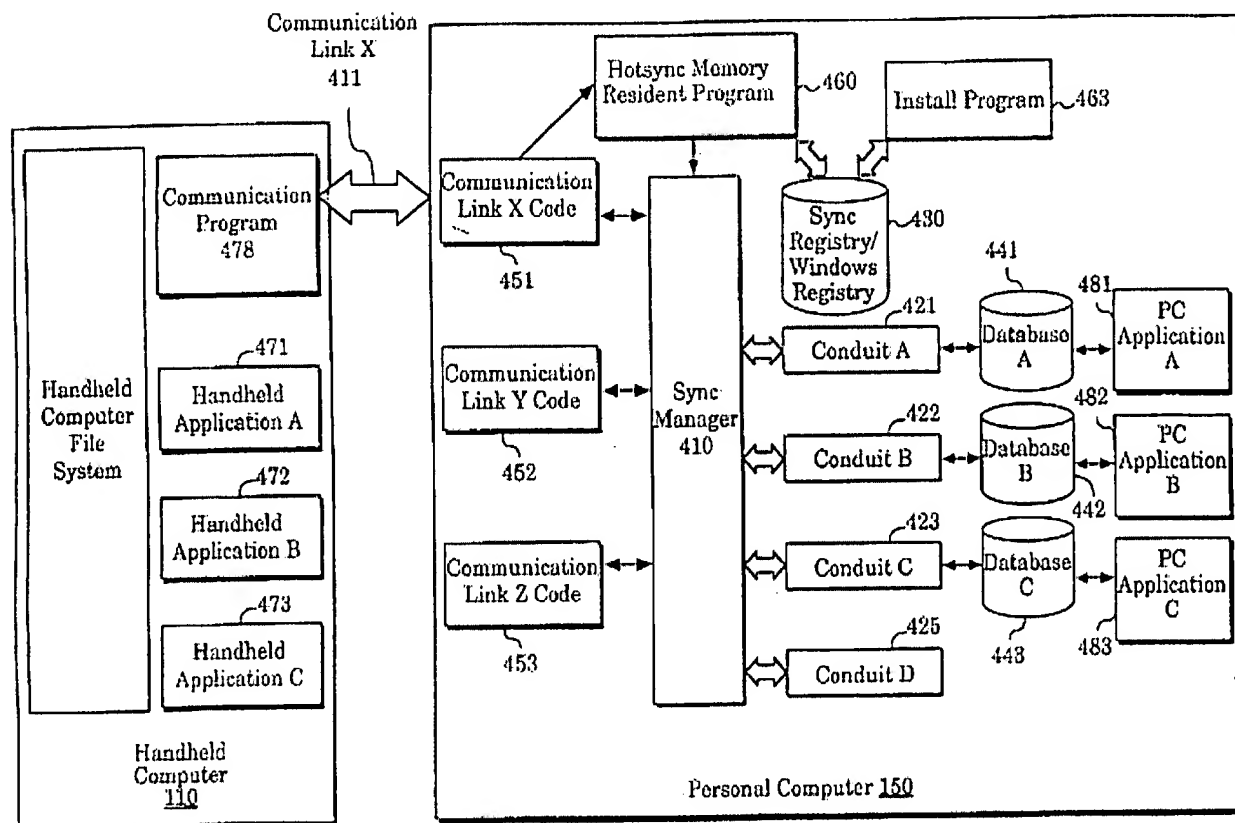 Communication
Link X
411
Hotsync Memory
Resident Program
460
Install Program
463
Handheld
Computer
File
System
Communication
Program
478
471
Handheld
Application A
472
Handheld
Application B
473
Handheld
Application C
Handheld
Computer
110
Communication
Link X Code
451
Communication
Link Y Code
452
Communication
Link Z Code
453
Sync
Manager
410
Sync
Registry/
Windows
Registry
430
421
Conduit A
422
Conduit B
423
Conduit C
425
Conduit D
441
Database
A
Database
B
442
Database
C
443
481
PC
Application
A
482
PC
Application
B
PC
Application
C
483
Personal Computer 150